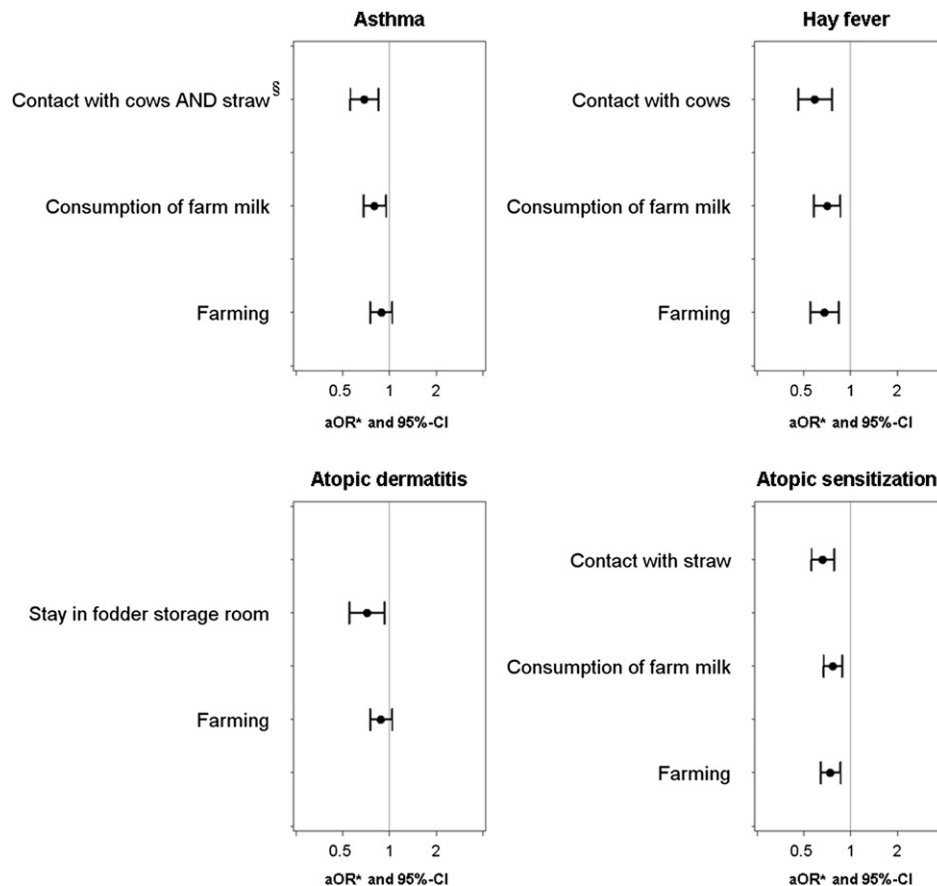 Asthma
Contact with cows AND straw§
Consumption of farm milk
Farming
0.5 1 2
aOR* and 95%-CI
Hay fever
Contact with cows
Consumption of farm milk
Farming
0.5 1 2
aOR* and 95%-CI
Atopic dermatitis
Stay in fodder storage room
Farming
0.5 1 2
aOR* and 95%-CI
Atopic sensitization
Contact with straw
Consumption of farm milk
Farming
0.5 1 2
aOR* and 95%-CI